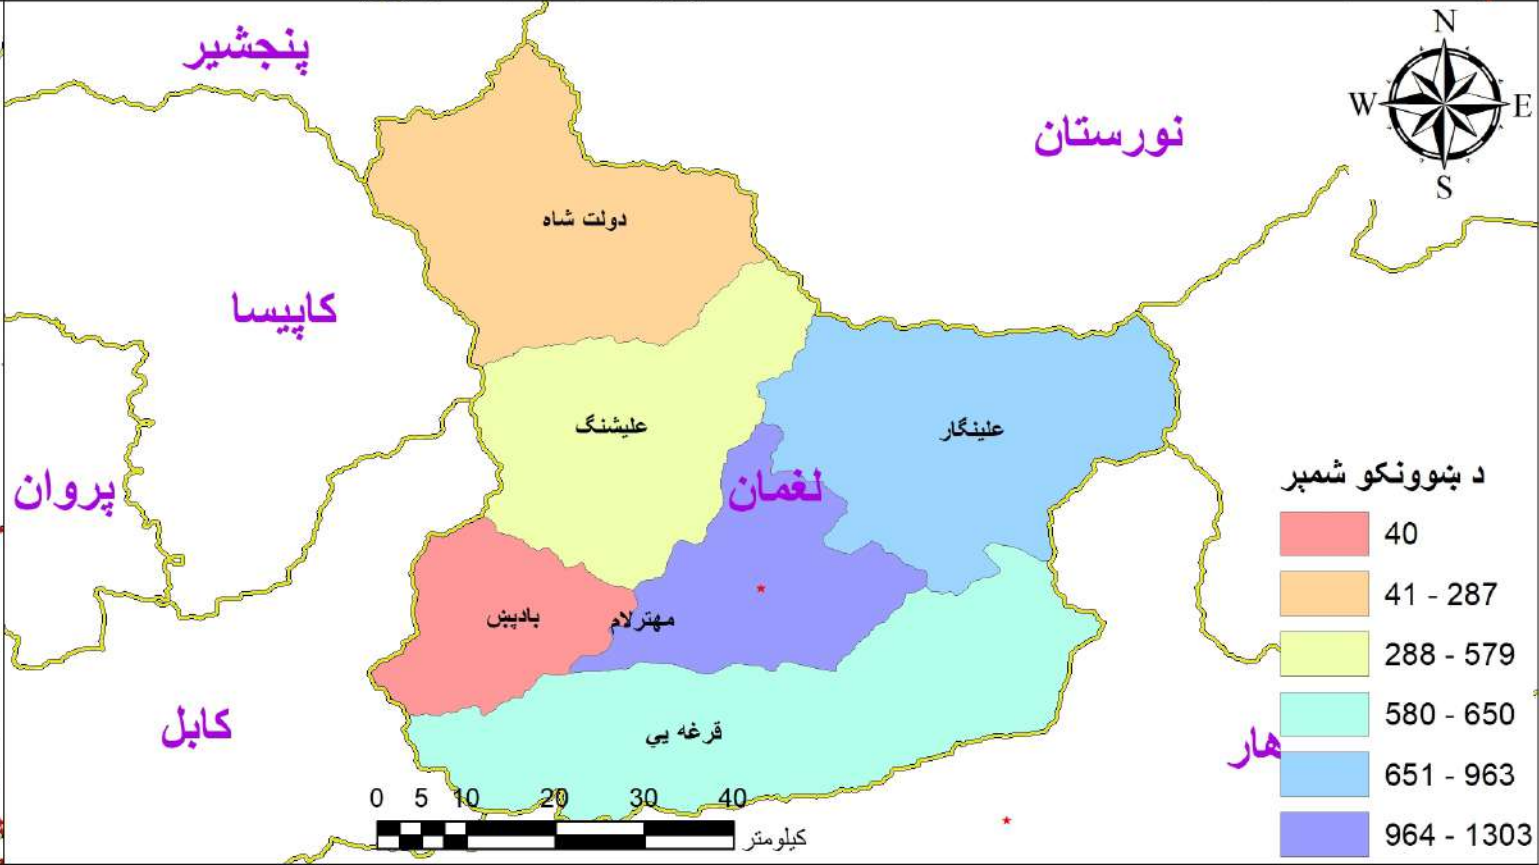 N
پنجشیر
W
E
نورستان
S
دولت شاه
کاپیسا
علیشنگ
علینگار
لغمان
پروان
د ښوونکو شمېر
40
41 - 287
بادپښ
مهترلام
288 - 579
کابل
قرغه یي
580 - 650
هار
651 - 963
0 5 10 20 30 40
کیلومتر
964 - 1303